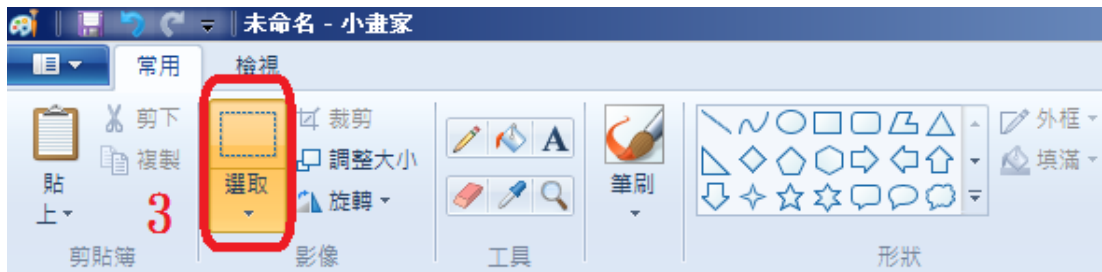 未命名 - 小畫家
常用 檢視
貼上
剪下
複製
剪貼簿
3
選取
裁剪
調整大小
旋轉
影像
A
工具
筆刷
外框
填滿
形狀